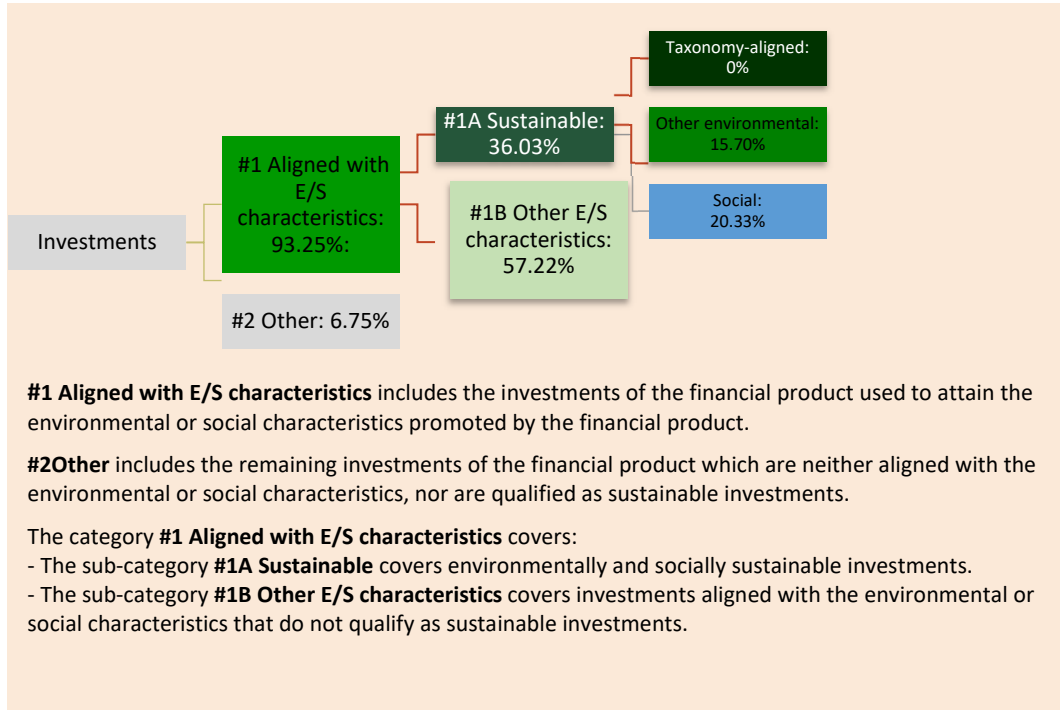 Investments
#1 Aligned with
E/S
characteristics:
93.25%:
#2 Other: 6.75%
#1A Sustainable:
36.03%
#1B Other E/S
characteristics:
57.22%
Taxonomy-aligned:
0%
Other environmental:
15.70%
Social:
20.33%
#1 Aligned with E/S characteristics includes the investments of the financial product used to attain the
environmental or social characteristics promoted by the financial product.
#2Other includes the remaining investments of the financial product which are neither aligned with the
environmental or social characteristics, nor are qualified as sustainable investments.
The category #1 Aligned with E/S characteristics covers:
- The sub-category #1A Sustainable covers environmentally and socially sustainable investments.
- The sub-category #1B Other E/S characteristics covers investments aligned with the environmental or
social characteristics that do not qualify as sustainable investments.